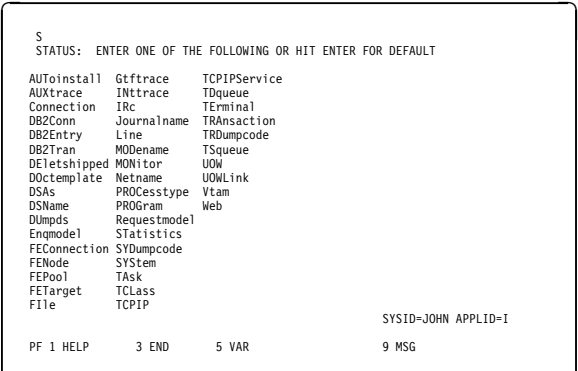 S
STATUS: ENTER ONE OF THE FOLLOWING OR HIT ENTER FOR DEFAULT
AUToinstall Gtftrace TCPIPService
AUXtrace INttrace TDqueue
Connection IRc TErminal
DB2Conn Journalname TRAnsaction
DB2Entry Line TRDumpcode
DB2Tran MODename TSqueue
DEletshipped MONitor UOW
DOctemplate Netname UOWLink
DSAs PROCesstype Vtam
DSName PROGram Web
DUmpds Requestmodel
Enqmodel STatistics
FEConnection SYDumpcode
FENode SYStem
FEPool TAsk
FETarget TCLass
FIle TCPIP
SYSID=JOHN APPLID=I
PF 1 HELP 3 END 5 VAR 9 MSG